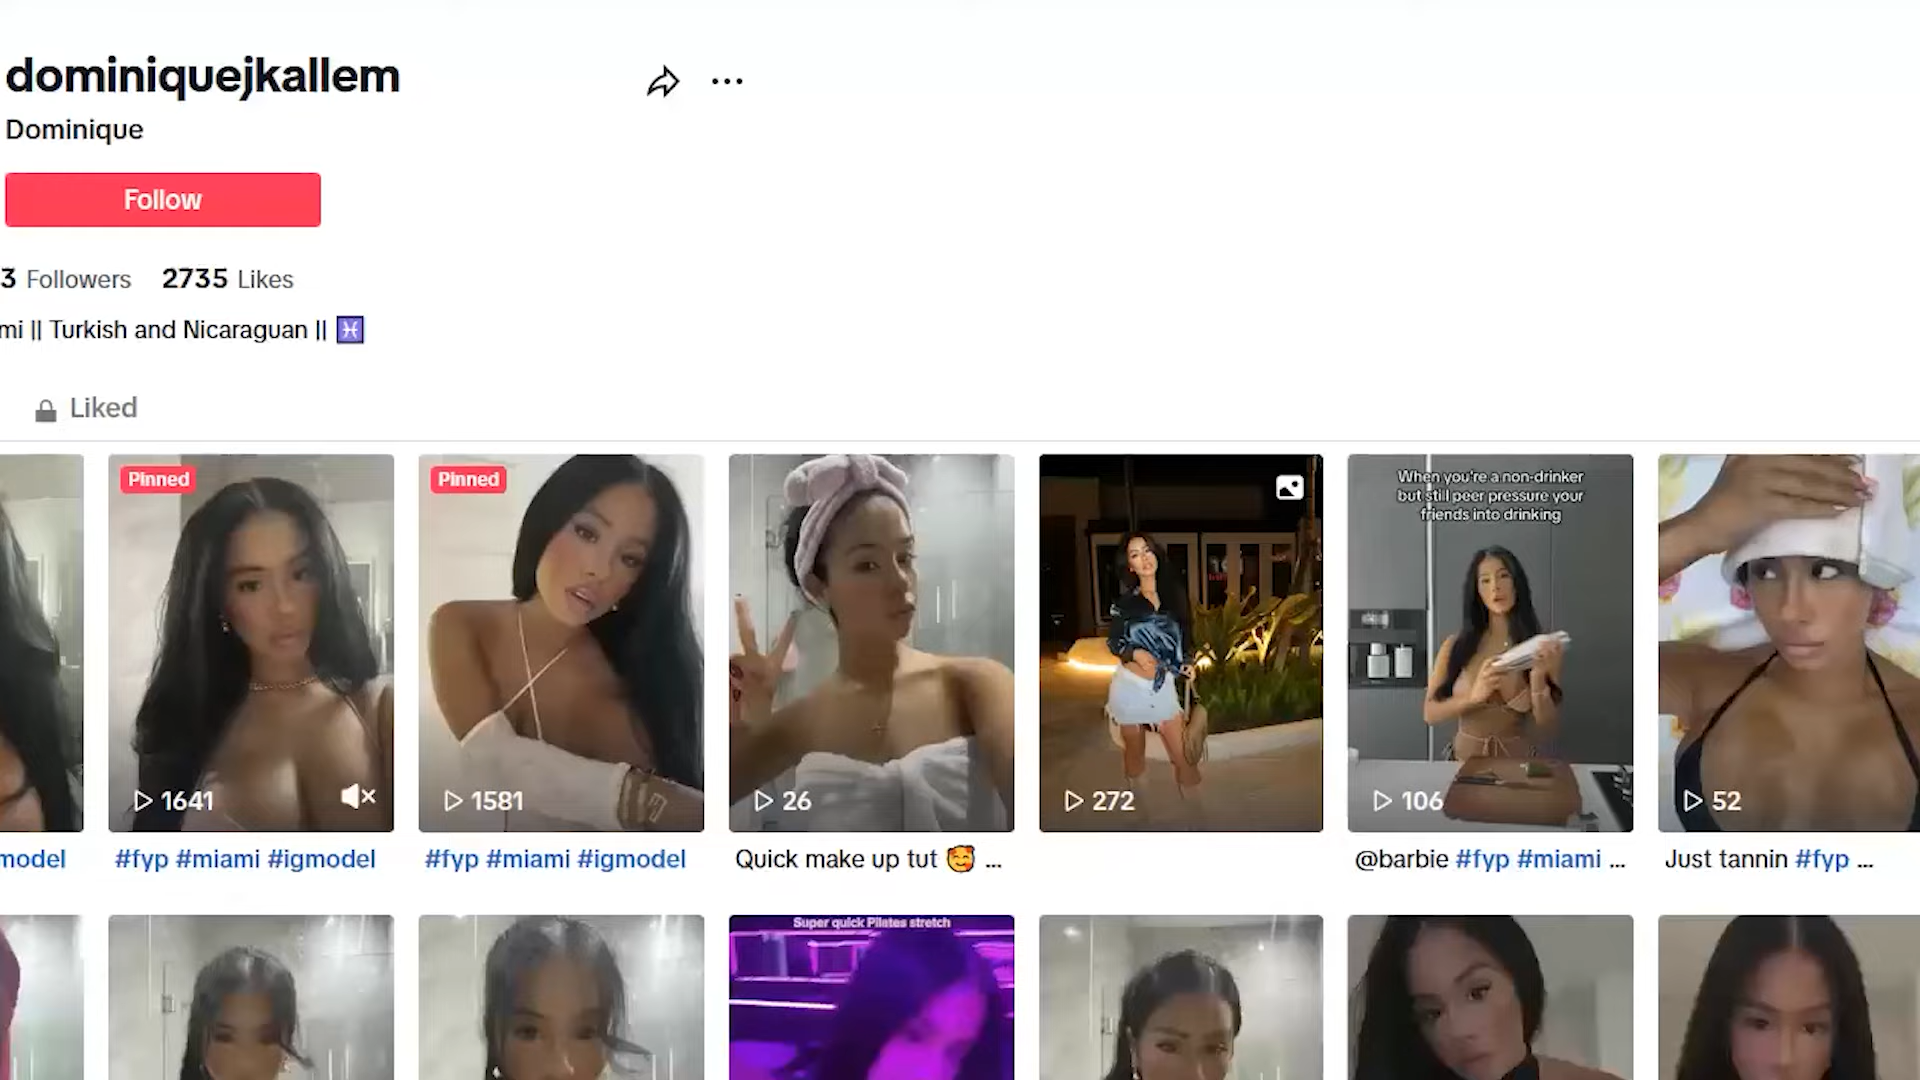 dominiquejkallem
Dominique
Follow
3 Followers 2735 Likes
mi || Turkish and Nicaraguan || ♓
Liked
Pinned
1641
#fyp #miami #igmodel
Pinned
1581
#fyp #miami #igmodel
26
Quick make up tut 🥰 ...
272
When you're a non-drinker
but still peer pressure your
friends into drinking
106
@barbie #fyp #miami ...
52
Just tannin #fyp ...
model
Super quick Pilates stretch